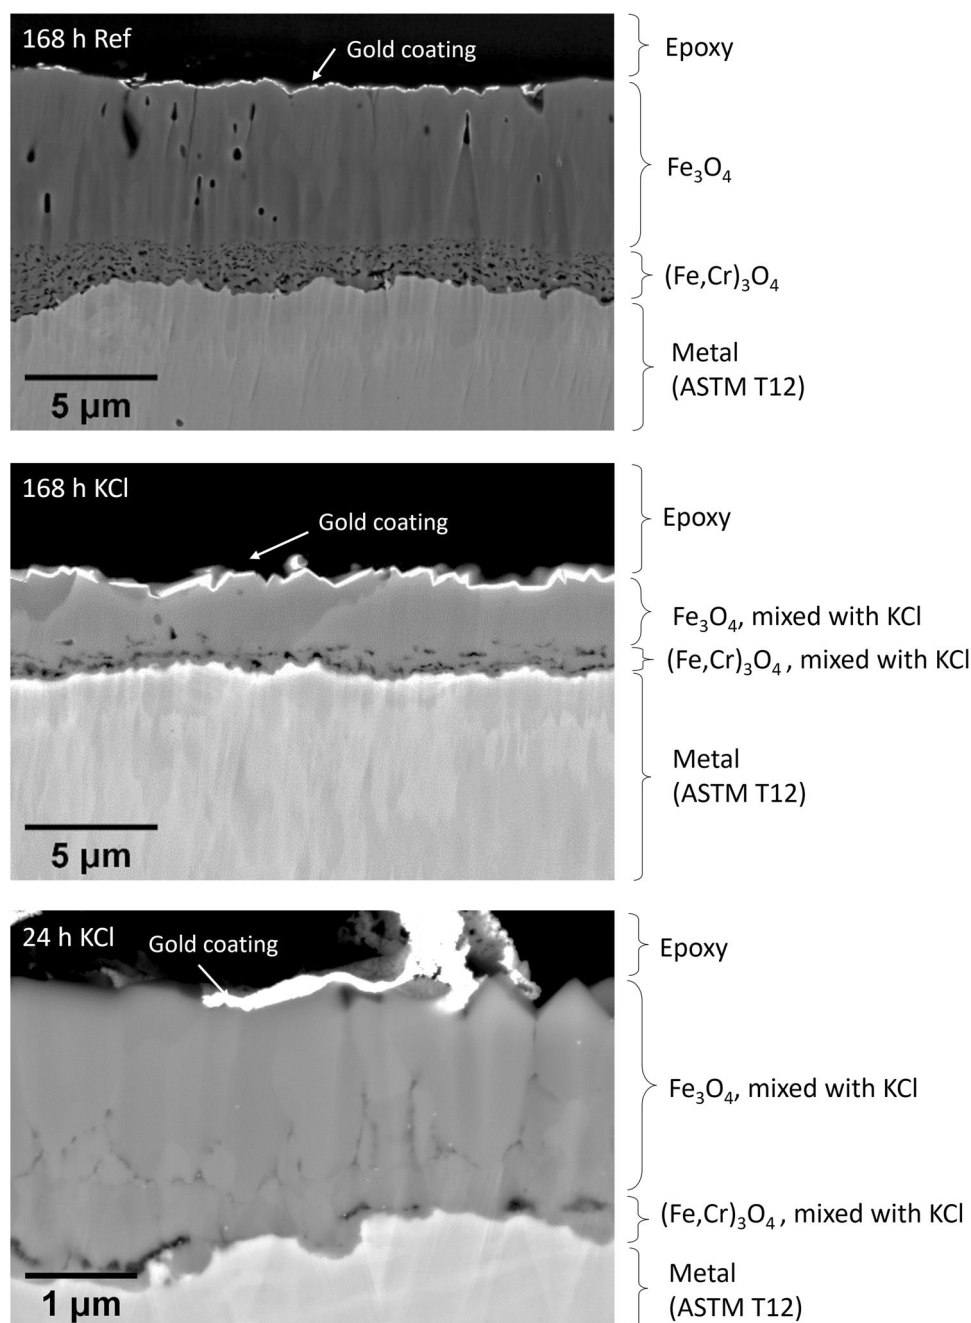 168 h Ref
Gold coating
Epoxy
Fe₃O₄
(Fe,Cr)₃O₄
Metal
(ASTM T12)
5 µm
168 h KCl
Gold coating
Epoxy
Fe₃O₄, mixed with KCl
(Fe,Cr)₃O₄ , mixed with KCl
Metal
(ASTM T12)
5 µm
24 h KCl
Gold coating
Epoxy
Fe₃O₄, mixed with KCl
(Fe,Cr)₃O₄ , mixed with KCl
Metal
(ASTM T12)
1 µm